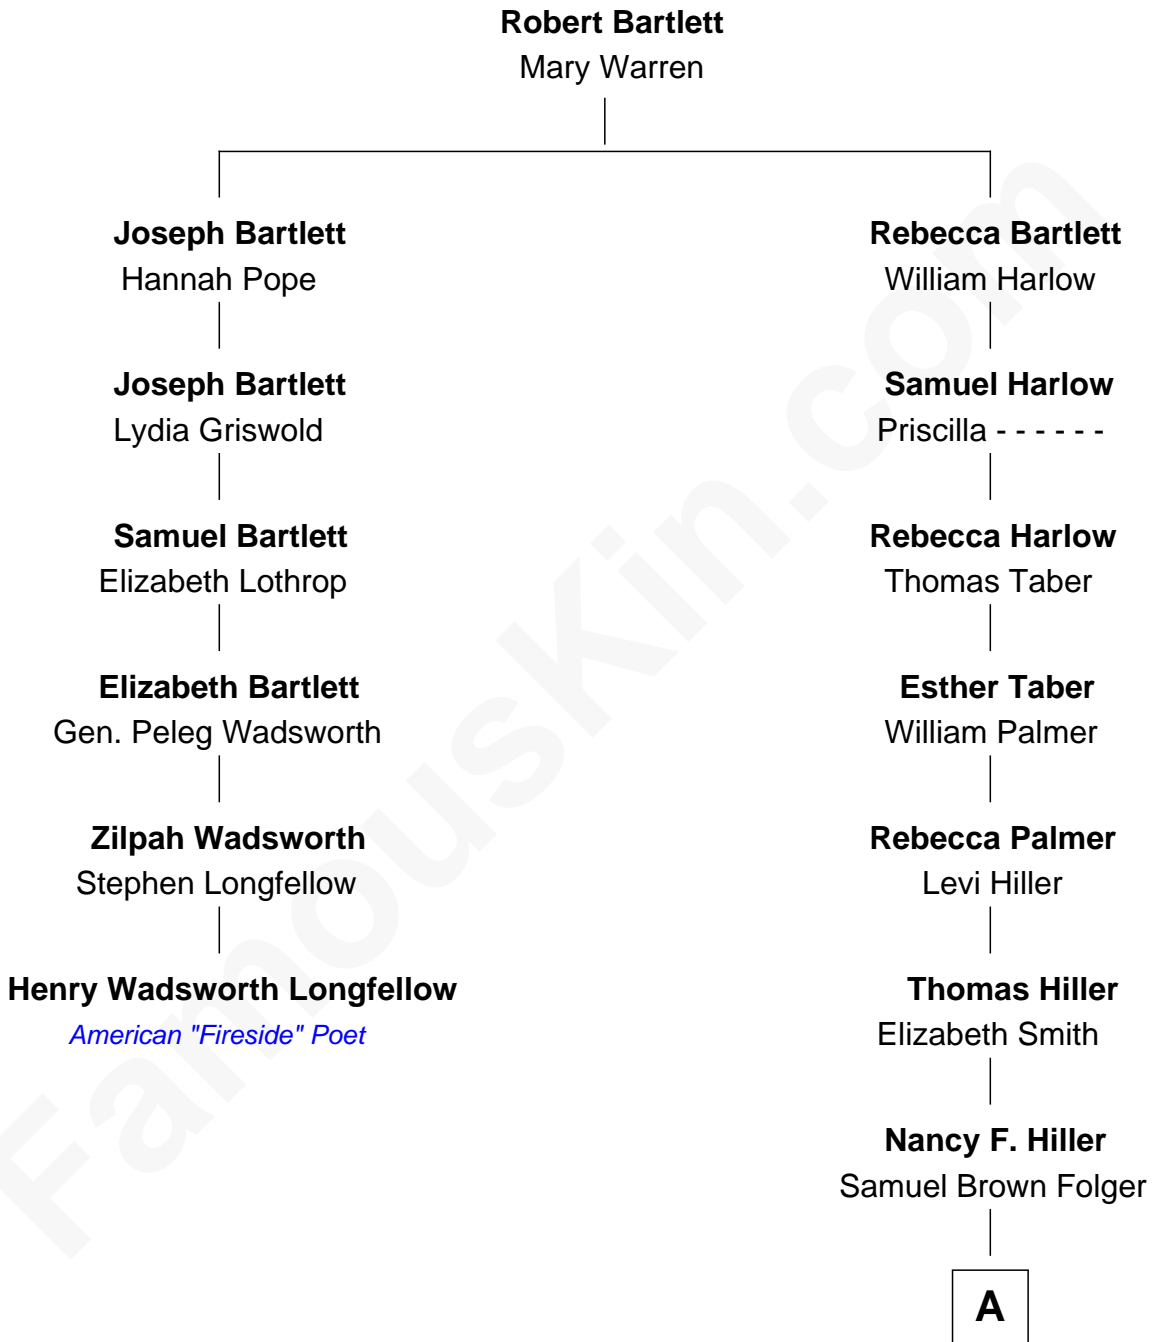 Robert Bartlett
Mary Warren
Joseph Bartlett
Hannah Pope
Rebecca Bartlett
William Harlow
Joseph Bartlett
Lydia Griswold
Samuel Harlow
Priscilla - - - - - -
Samuel Bartlett
Elizabeth Lothrop
Rebecca Harlow
Thomas Taber
Elizabeth Bartlett
Gen. Peleg Wadsworth
Esther Taber
William Palmer
Zilpah Wadsworth
Stephen Longfellow
Rebecca Palmer
Levi Hiller
Henry Wadsworth Longfellow
American "Fireside" Poet
Thomas Hiller
Elizabeth Smith
Nancy F. Hiller
Samuel Brown Folger
A
FamousKin.com